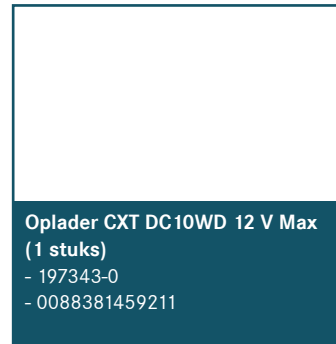 Oplader CXT DC10WD 12 V Max
(1 stuks)
- 197343-0
- 0088381459211